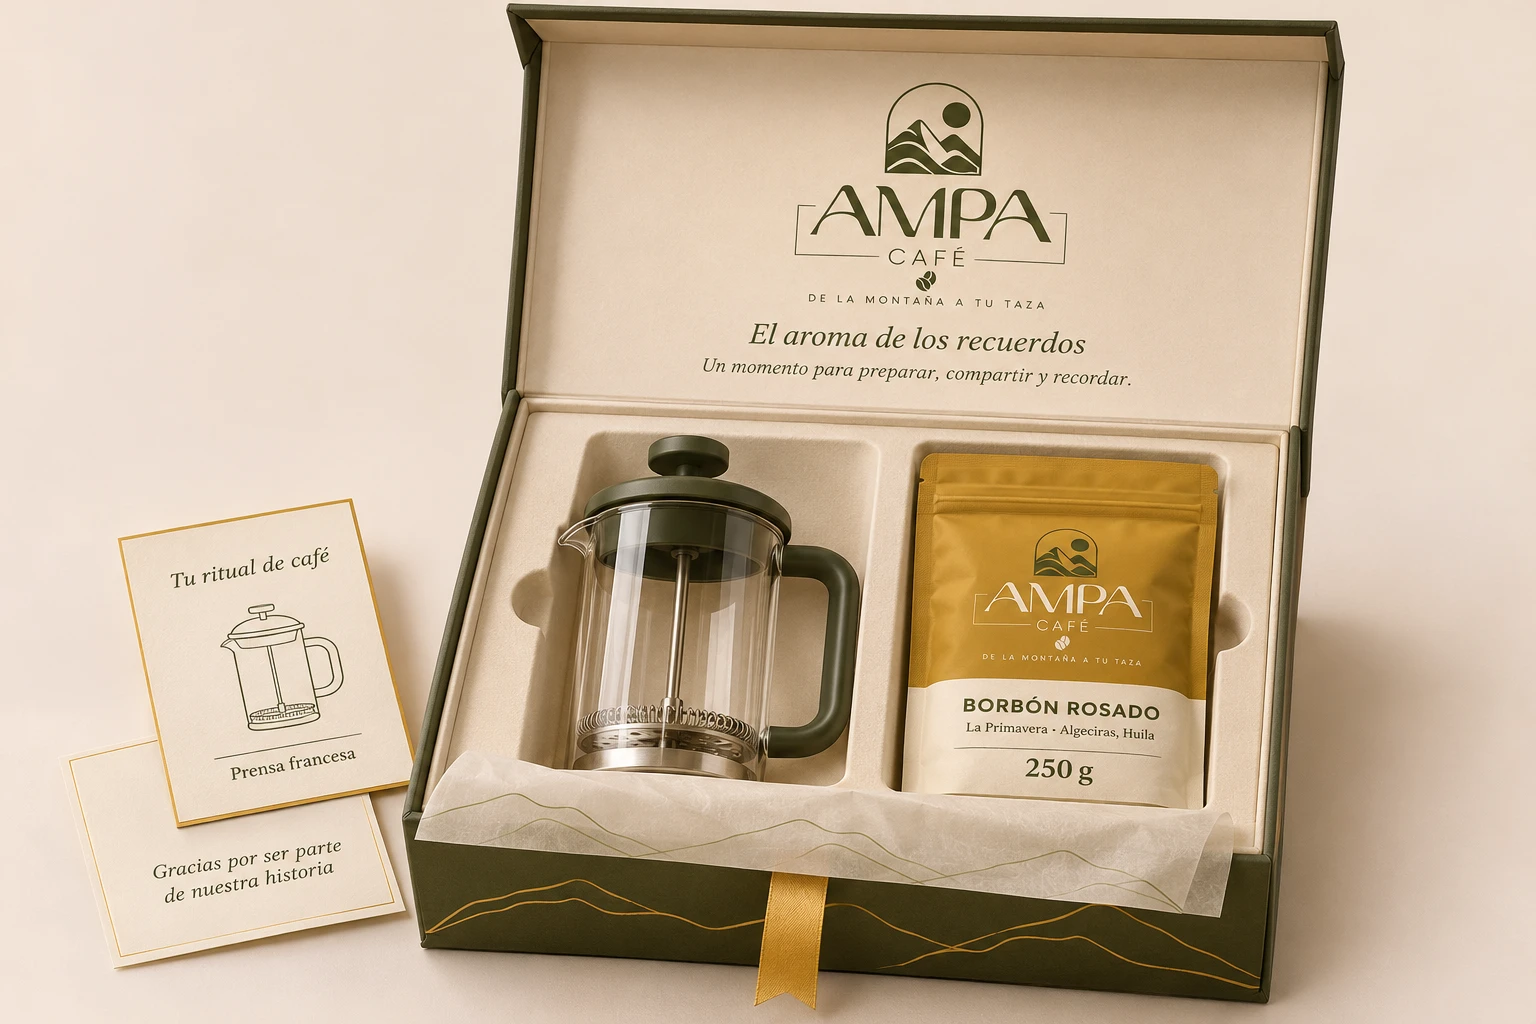 AMPA
CAFÉ
DE LA MONTAÑA A TU TAZA
El aroma de los recuerdos
Un momento para preparar, compartir y recordar.
Tu ritual de café
Prensa francesa
Gracias por ser parte
de nuestra historia
AMPA
CAFÉ
DE LA MONTAÑA A TU TAZA
BORBÓN ROSADO
La Primavera • Algeciras, Huila
250 g